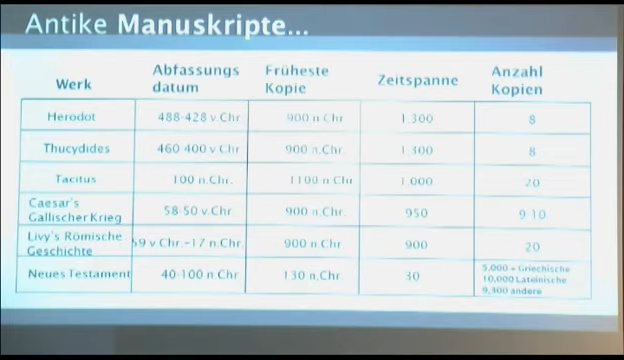 Antike Manuskripte...
Werk Abfassungs datum Früheste Kopie Zeitspanne Anzahl Kopien
Herodot 488-428 v.Chr 900 n Chr 1.300 8
Thucydides 460-400 v Chr 900 n.Chr. 1.300 8
Tacitus 100 n.Chr. 1100 n Chr 1.000 20
Caesar's Gallischer Krieg 58-50 v.Chr 900 n.Chr. 950 9-10
Livy's Römische Geschichte 59 v Chr.-17 n.Chr. 900 n Chr 900 20
Neues Testament 40-100 n Chr 130 n.Chr 30 5,000 + Griechische
10,000 Lateinische
9,300 andere